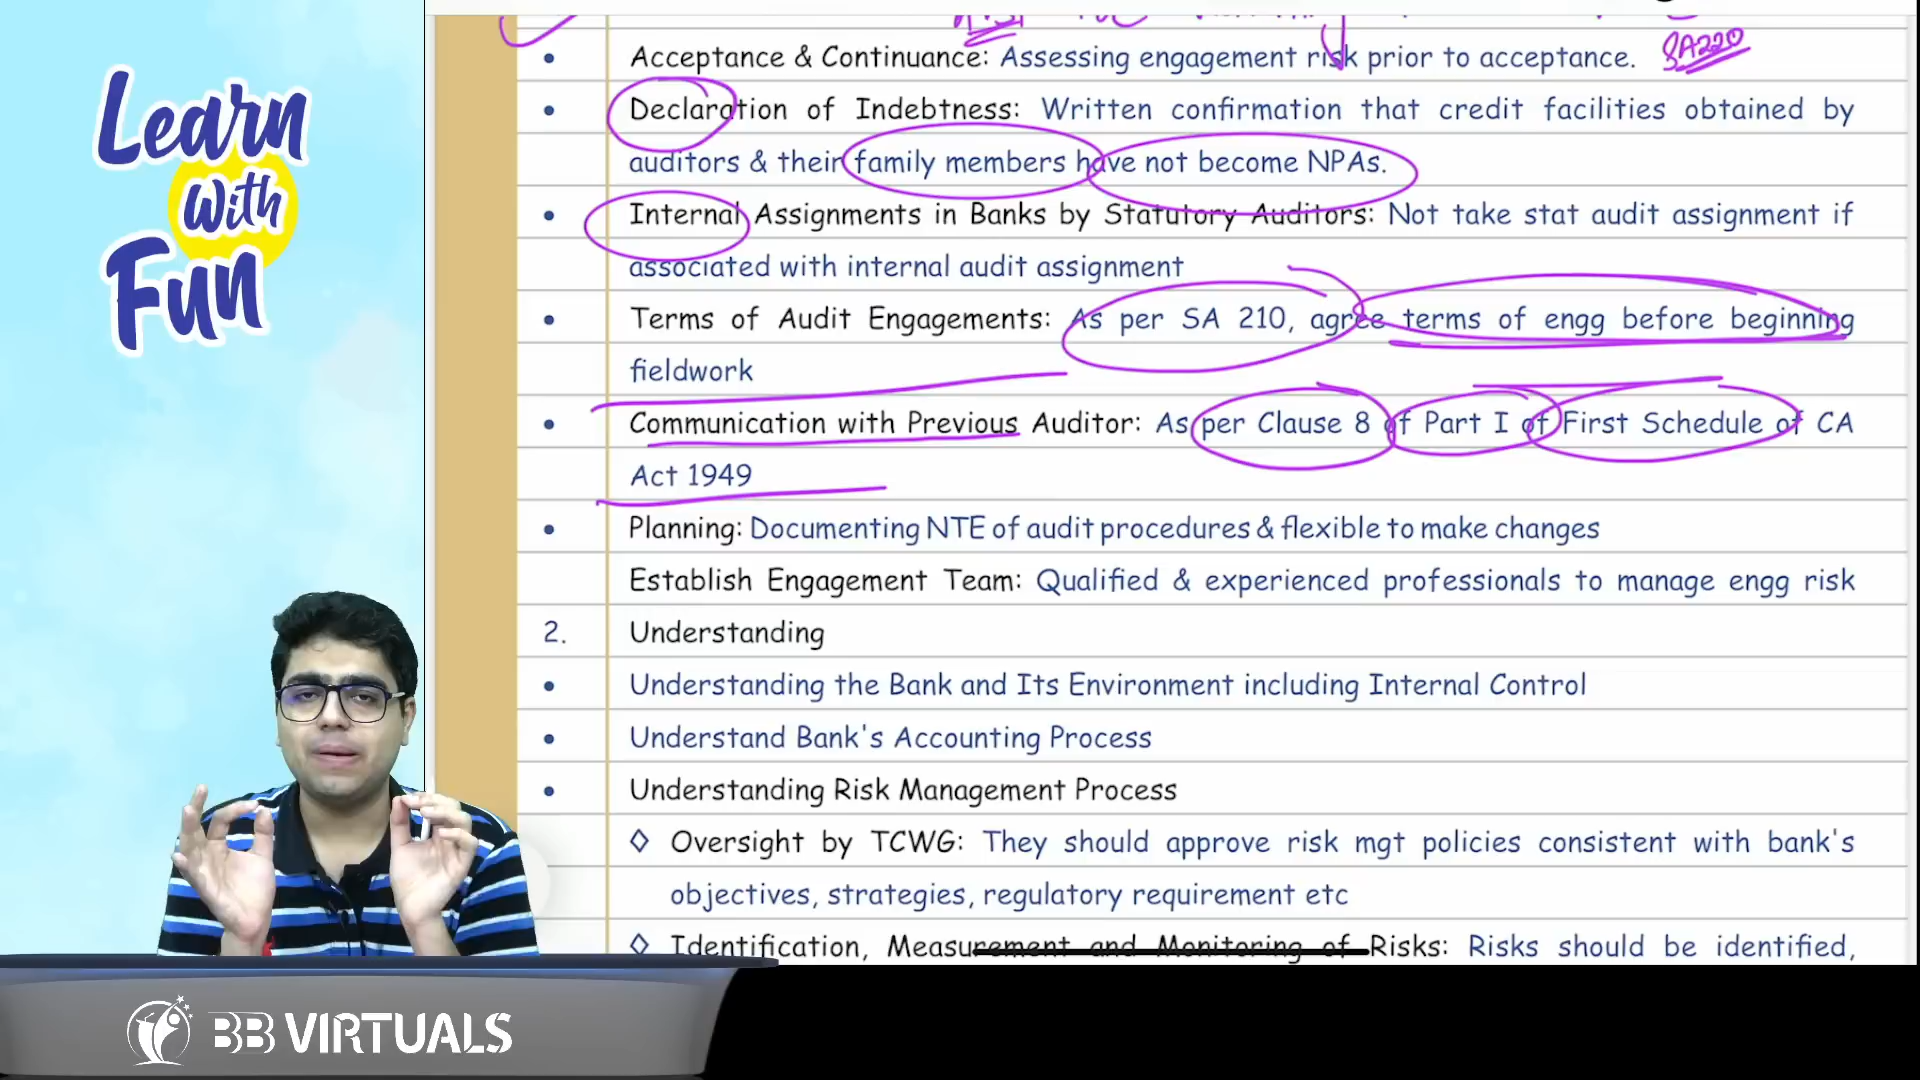 Learn
With
Fun
• Acceptance & Continuance: Assessing engagement risk prior to acceptance. SA220
• Declaration of Indebtness: Written confirmation that credit facilities obtained by
auditors & their family members have not become NPAs.
• Internal Assignments in Banks by Statutory Auditors: Not take stat audit assignment if
associated with internal audit assignment
• Terms of Audit Engagements: As per SA 210, agree terms of engg before beginning
fieldwork
• Communication with Previous Auditor: As per Clause 8 of Part I of First Schedule of CA
Act 1949
• Planning: Documenting NTE of audit procedures & flexible to make changes
Establish Engagement Team: Qualified & experienced professionals to manage engg risk
2. Understanding
• Understanding the Bank and Its Environment including Internal Control
• Understand Bank's Accounting Process
• Understanding Risk Management Process
◊ Oversight by TCWG: They should approve risk mgt policies consistent with bank's
objectives, strategies, regulatory requirement etc
◊ Identification, Measurement and Monitoring of Risks: Risks should be identified,
BB VIRTUALS